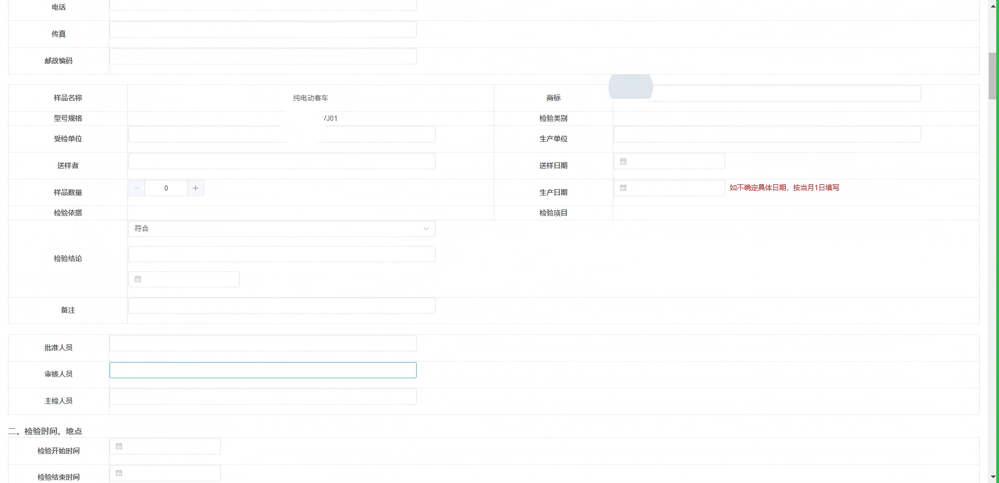 电话
传真
邮政编码
样品名称 纯电动客车 商标
型号规格 /J01 检验类别
受检单位 生产单位
送样者 送样日期
样品数量 0 生产日期 如不确定具体日期，按当月1日填写
检验依据 检验项目
符合
检验结论
备注
批准人员
审核人员
主检人员
二、检验时间、地点
检验开始时间
检验结束时间